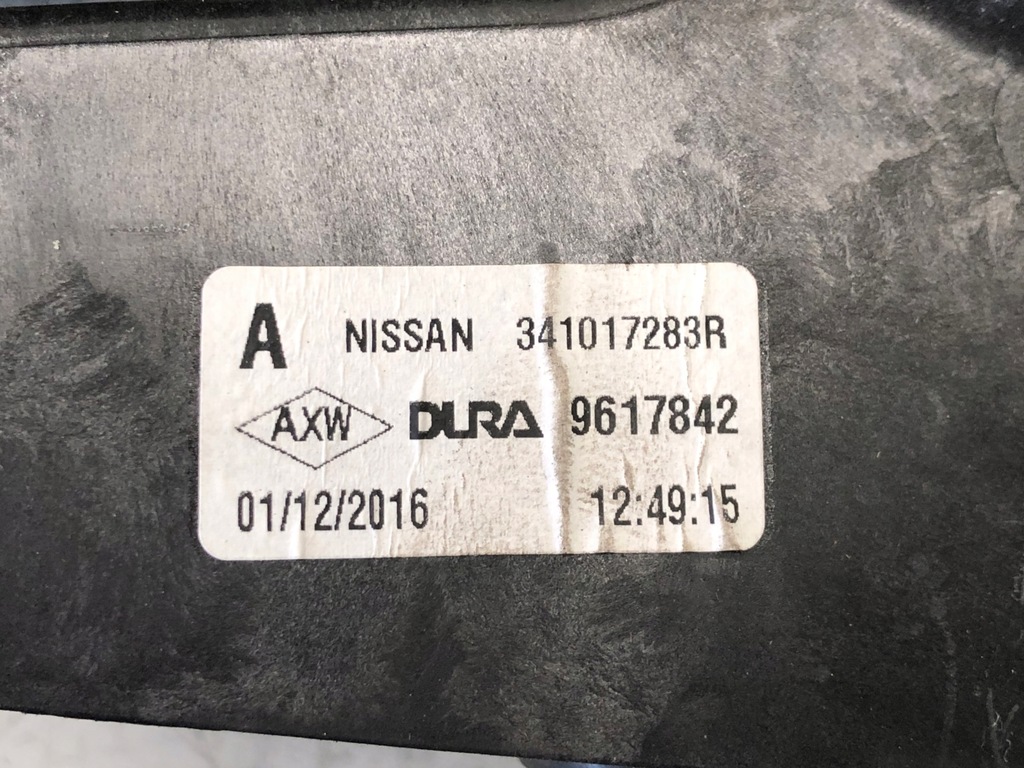 A NISSAN 341017283R
AXW DURA 9617842
01/12/2016 12:49:15